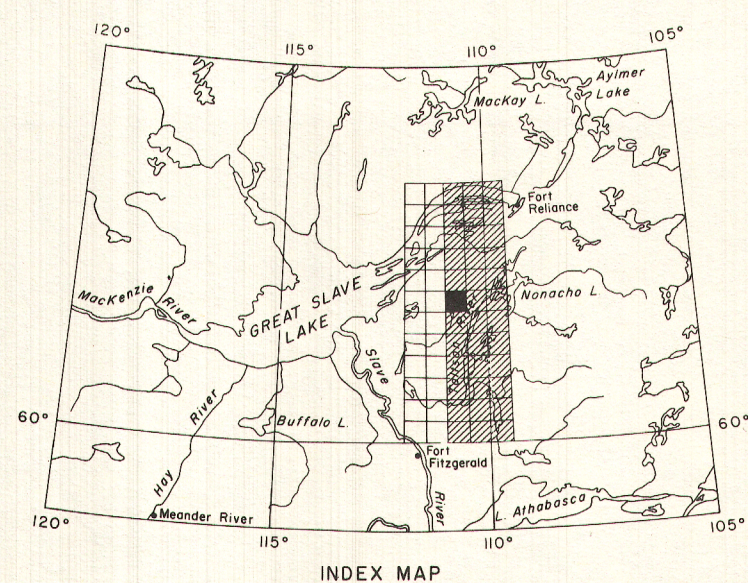 120°
115°
110°
105°
Aylmer
Lake
MacKay L.
Fort
Reliance
MacKenzie
River
GREAT SLAVE
LAKE
Nonacho L.
Taltson River
Slave
River
60°
60°
Hay River
Buffalo L.
Fort
Fitzgerald
Meander River
L. Athabasca
120°
115°
110°
105°
INDEX MAP